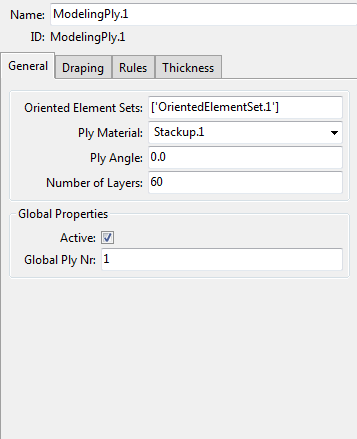 Name: ModelingPly.1
ID: ModelingPly.1
General Draping Rules Thickness
Oriented Element Sets: ['OrientedElementSet.1']
Ply Material: Stackup.1
Ply Angle: 0.0
Number of Layers: 60
Global Properties
Active:
Global Ply Nr: 1